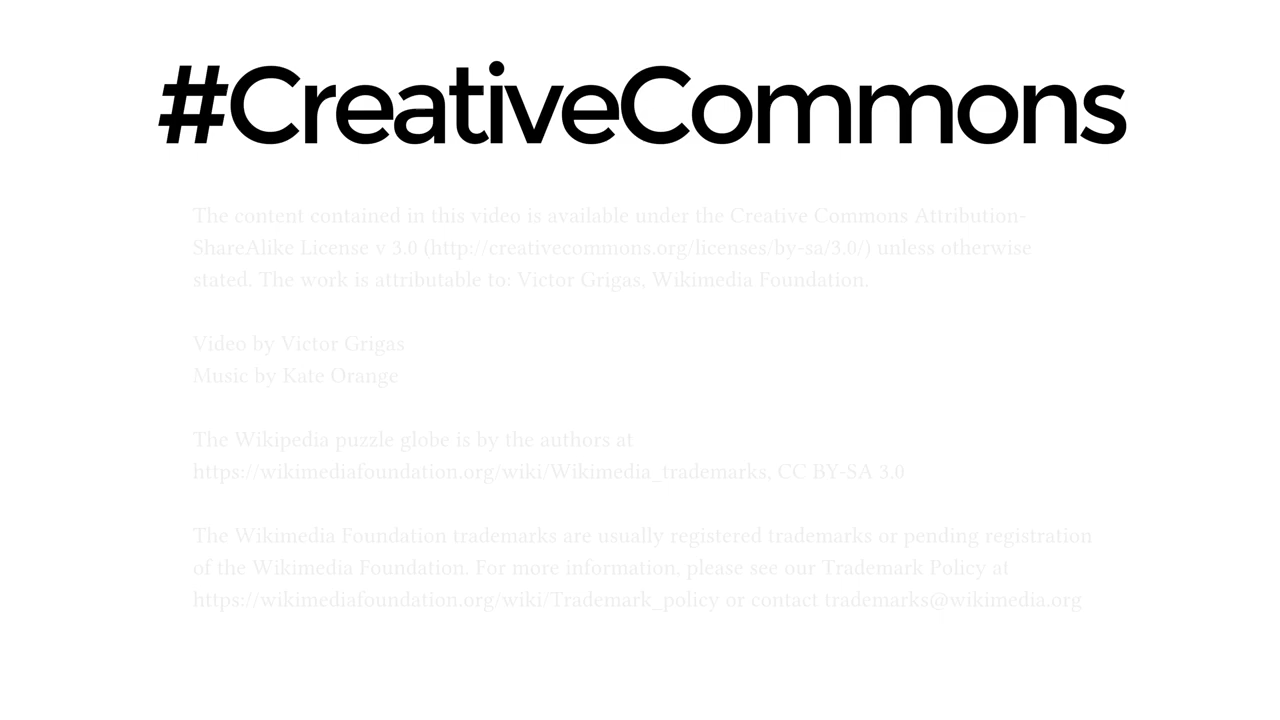 #CreativeCommons
The content contained in this video is available under the Creative Commons Attribution-
ShareAlike License v 3.0 (http://creativecommons.org/licenses/by-sa/3.0/) unless otherwise
stated. The work is attributable to: Victor Grigas, Wikimedia Foundation.
Video by Victor Grigas
Music by Kate Orange
The Wikipedia puzzle globe is by the authors at
https://wikimediafoundation.org/wiki/Wikimedia_trademarks, CC BY-SA 3.0
The Wikimedia Foundation trademarks are usually registered trademarks or pending registration
of the Wikimedia Foundation. For more information, please see our Trademark Policy at
https://wikimediafoundation.org/wiki/Trademark_policy or contact trademarks@wikimedia.org